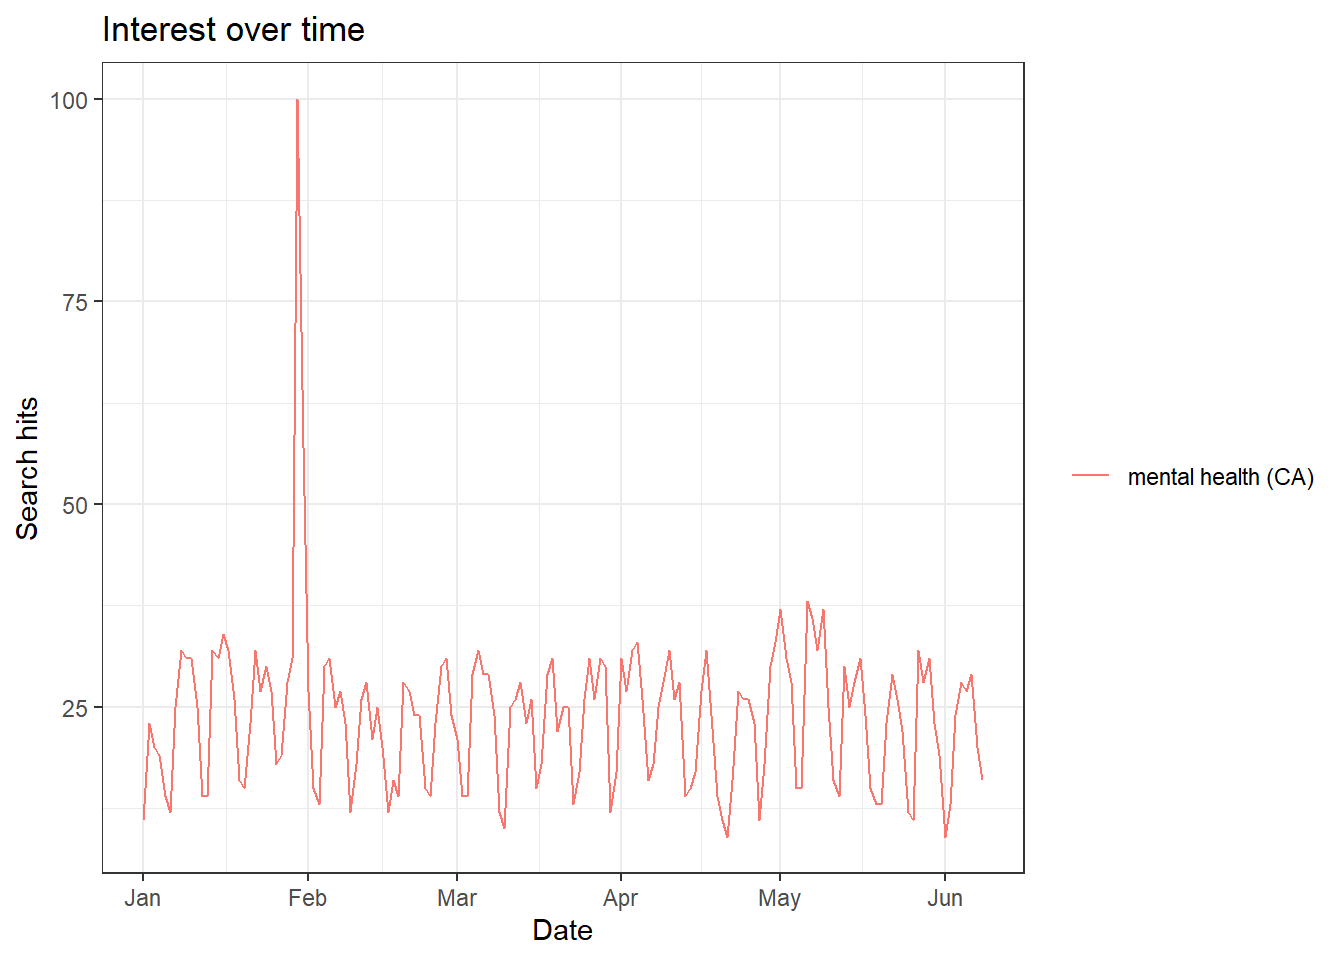 Interest over time
100
75
50
25
Search hits
Jan Feb Mar Apr May Jun
Date
mental health (CA)